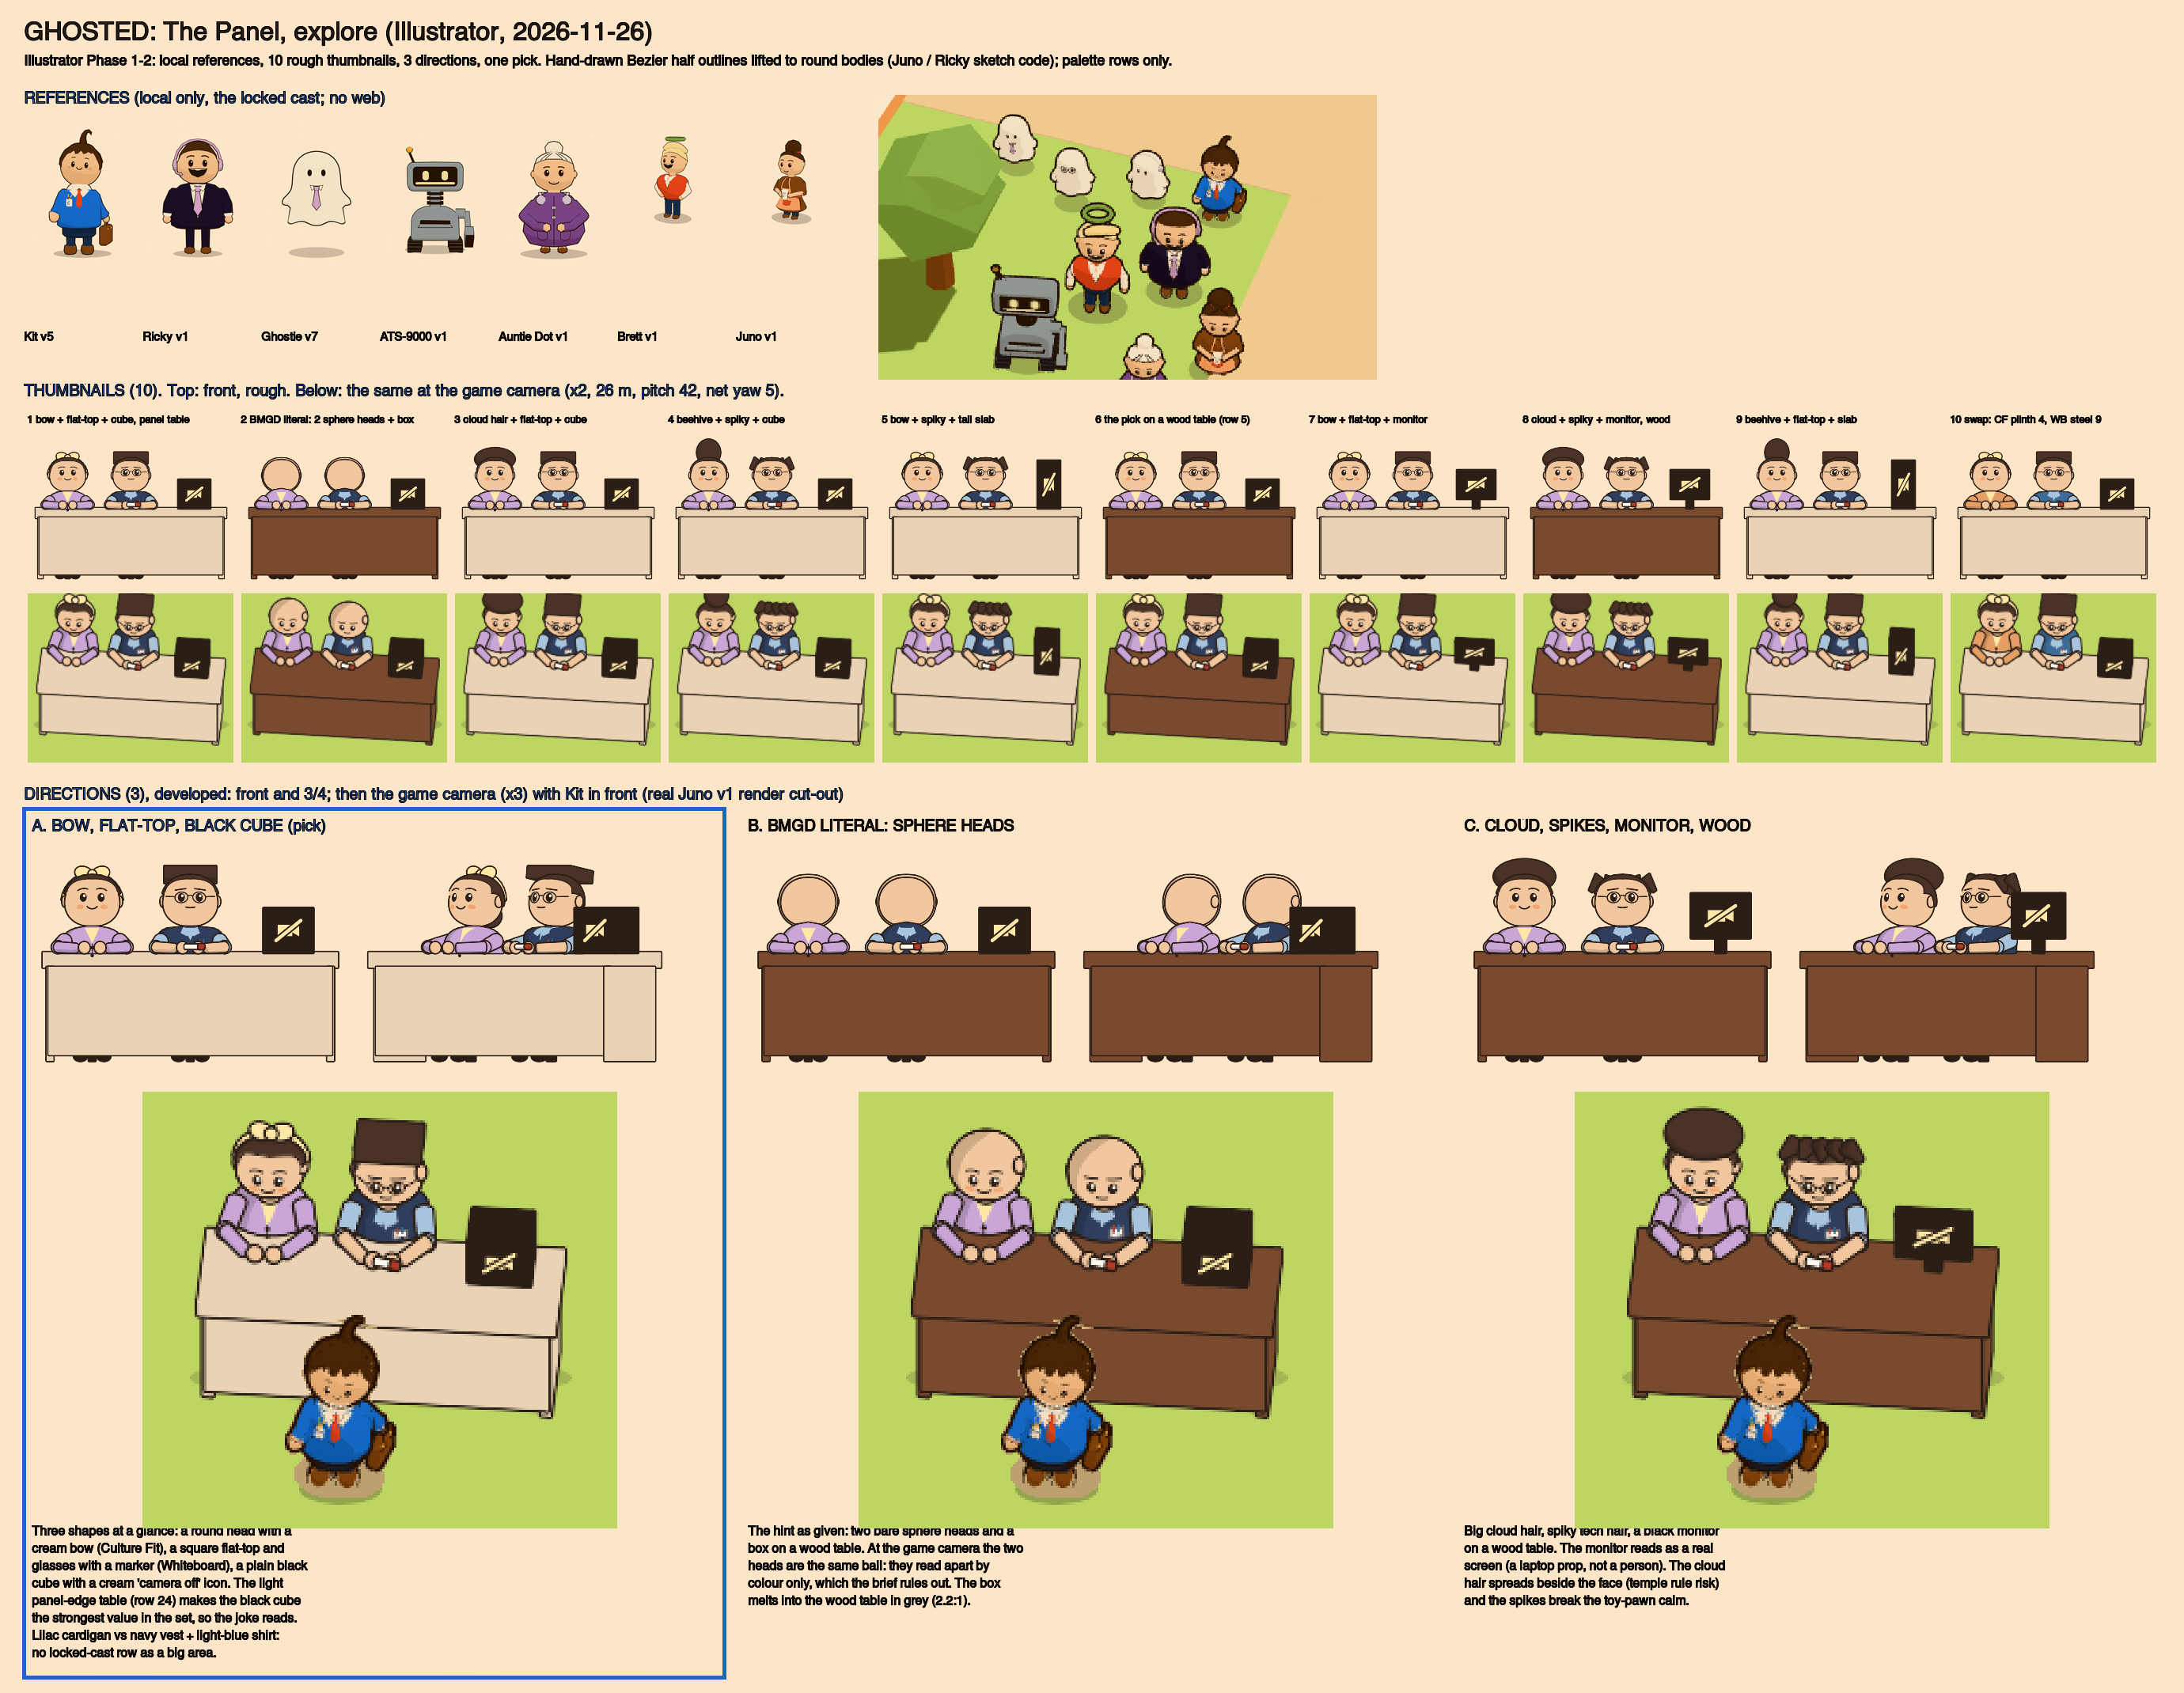 GHOSTED: The Panel, explore (Illustrator, 2026-11-26)
Illustrator Phase 1-2: local references, 10 rough thumbnails, 3 directions, one pick. Hand-drawn Bezier half outlines lifted to round bodies (Juno / Ricky sketch code); palette rows only.
REFERENCES (local only, the locked cast; no web)
Kit v5
Ricky v1
Ghostie v7
ATS-9000 v1
Auntie Dot v1
Brett v1
Juno v1
THUMBNAILS (10). Top: front, rough. Below: the same at the game camera (x2, 26 m, pitch 42, net yaw 5).
1 bow + flat-top + cube, panel table
2 BMGD literal: 2 sphere heads + box
3 cloud hair + flat-top + cube
4 beehive + spiky + cube
5 bow + spiky + tall slab
6 the pick on a wood table (row 5)
7 bow + flat-top + monitor
8 cloud + spiky + monitor, wood
9 beehive + flat-top + slab
10 swap: CF plinth 4, WB steel 9
DIRECTIONS (3), developed: front and 3/4; then the game camera (x3) with Kit in front (real Juno v1 render cut-out)
A. BOW, FLAT-TOP, BLACK CUBE (pick)
Three shapes at a glance: a round head with a
cream bow (Culture Fit), a square flat-top and
glasses with a marker (Whiteboard), a plain black
cube with a cream 'camera off' icon. The light
panel-edge table (row 24) makes the black cube
the strongest value in the set, so the joke reads.
Lilac cardigan vs navy vest + light-blue shirt:
no locked-cast row as a big area.
B. BMGD LITERAL: SPHERE HEADS
The hint as given: two bare sphere heads and a
box on a wood table. At the game camera the two
heads are the same ball: they read apart by
colour only, which the brief rules out. The box
melts into the wood table in grey (2.2:1).
C. CLOUD, SPIKES, MONITOR, WOOD
Big cloud hair, spiky tech hair, a black monitor
on a wood table. The monitor reads as a real
screen (a laptop prop, not a person). The cloud
hair spreads beside the face (temple rule risk)
and the spikes break the toy-pawn calm.